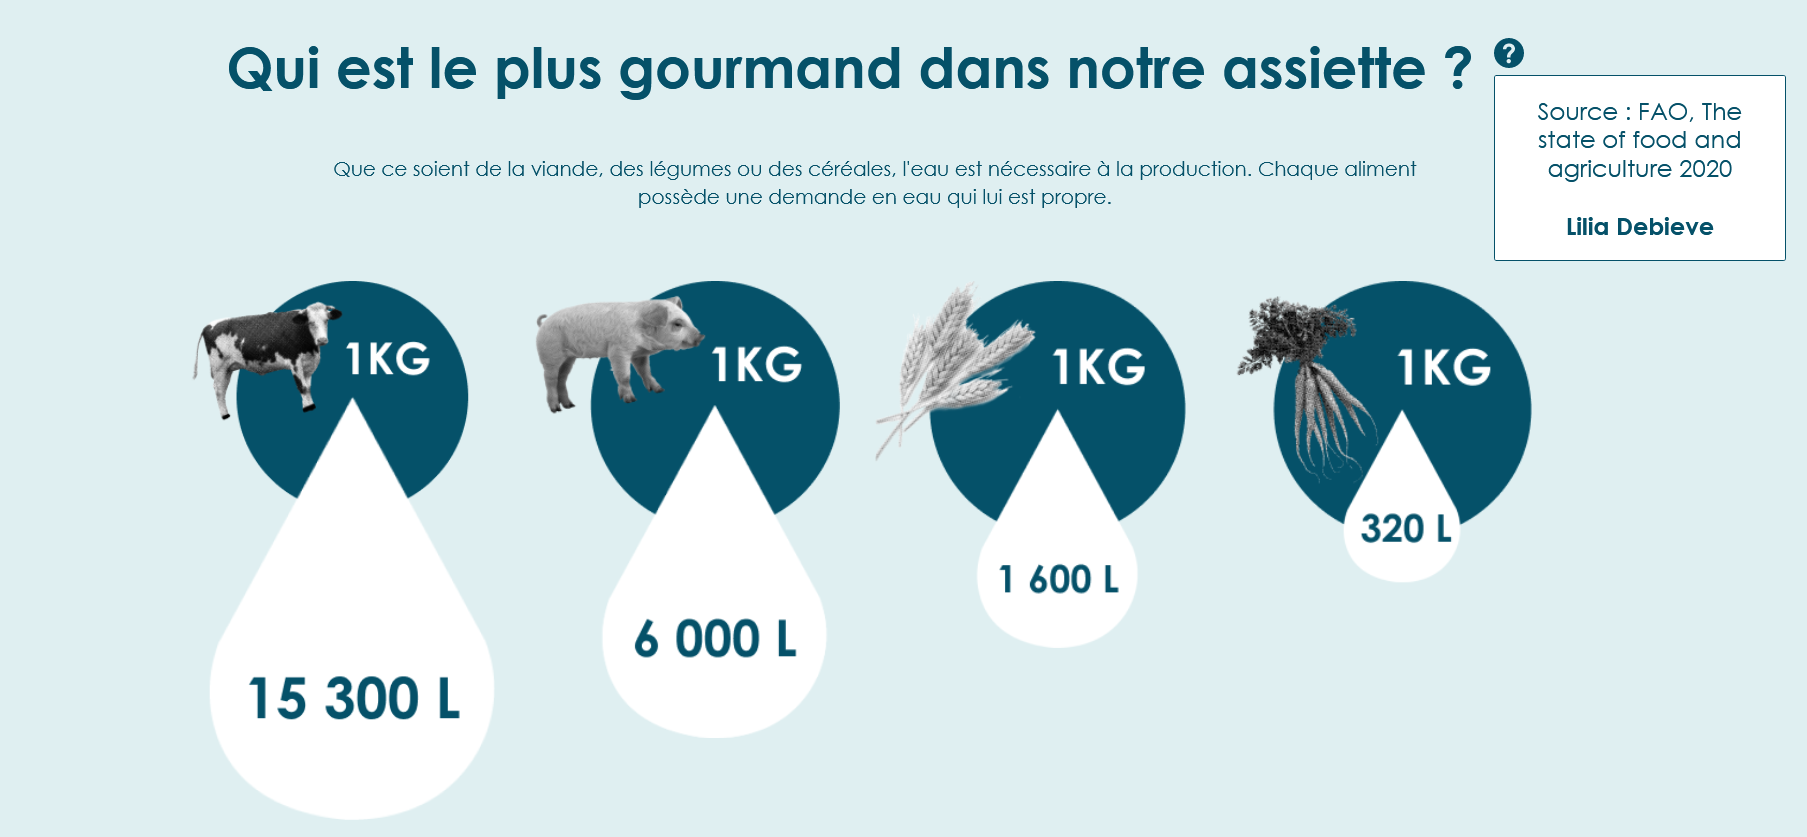 Qui est le plus gourmand dans notre assiette ? ?
Source : FAO, The
state of food and
agriculture 2020
Lilia Debieve
Que ce soient de la viande, des légumes ou des céréales, l'eau est nécessaire à la production. Chaque aliment
possède une demande en eau qui lui est propre.
1KG
1KG
1KG
1KG
15 300 L
6 000 L
1 600 L
320 L